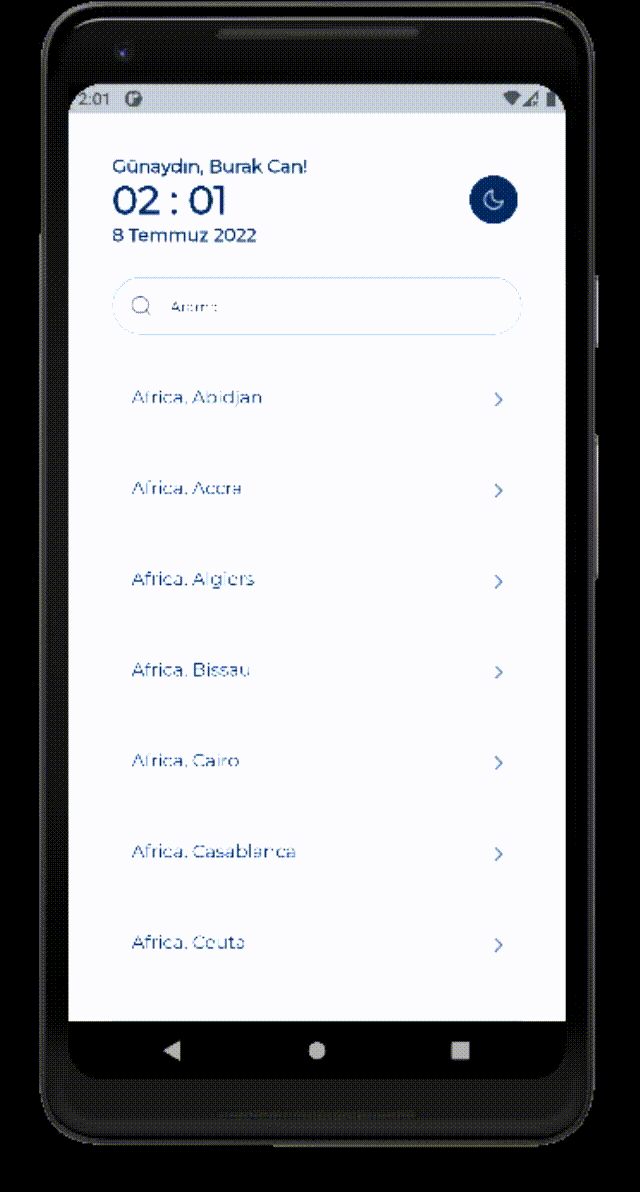 2:01
Günaydın, Burak Can!
02 : 01
8 Temmuz 2022
Arama
Africa, Abidjan
Africa, Accra
Africa, Algiers
Africa, Bissau
Africa, Cairo
Africa, Casablanca
Africa, Ceuta